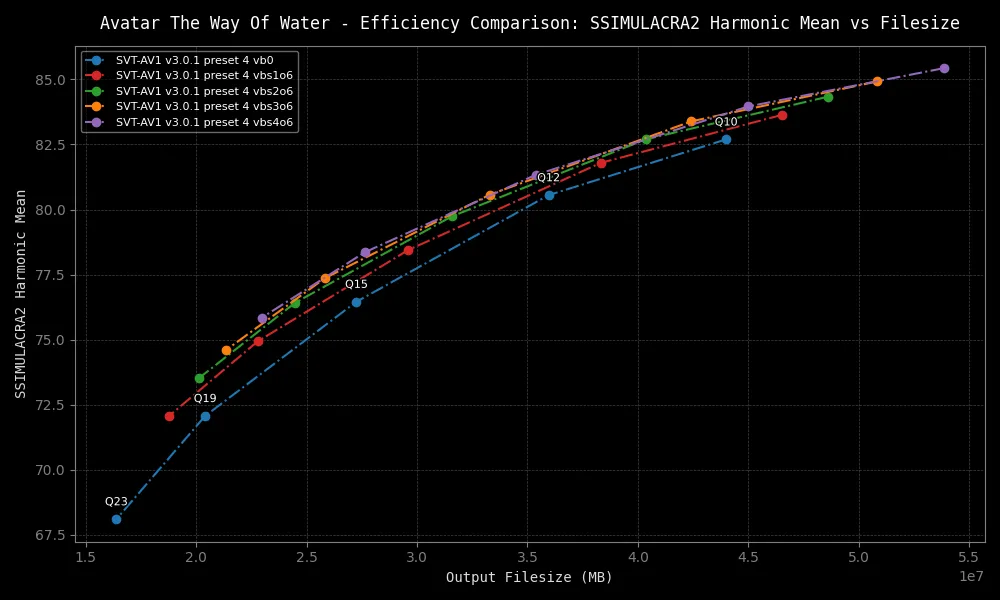 Avatar The Way Of Water - Efficiency Comparison: SSIMULACRA2 Harmonic Mean vs Filesize
SVT-AV1 v3.0.1 preset 4 vb0
SVT-AV1 v3.0.1 preset 4 vbs1o6
SVT-AV1 v3.0.1 preset 4 vbs2o6
SVT-AV1 v3.0.1 preset 4 vbs3o6
SVT-AV1 v3.0.1 preset 4 vbs4o6
SSIMULACRA2 Harmonic Mean
85.0
82.5
80.0
77.5
75.0
72.5
70.0
67.5
Q10
Q12
Q15
Q19
Q23
1.5 2.0 2.5 3.0 3.5 4.0 4.5 5.0 5.5
1e7
Output Filesize (MB)